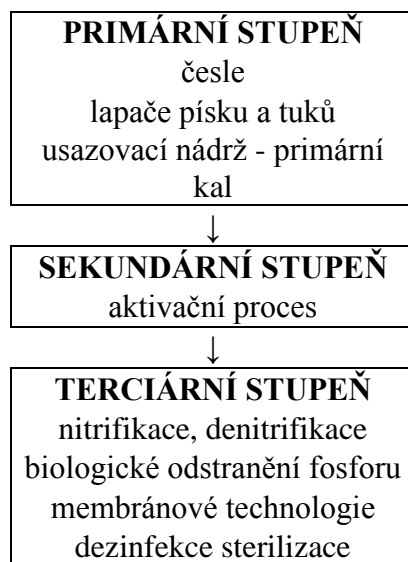 PRIMÁRNÍ STUPEŇ
česle
lapače písku a tuků
usazovací nádrž - primární
kal
↓
SEKUNDÁRNÍ STUPEŇ
aktivační proces
↓
TERCIÁRNÍ STUPEŇ
nitrifikace, denitrifikace
biologické odstranění fosforu
membránové technologie
dezinfekce sterilizace